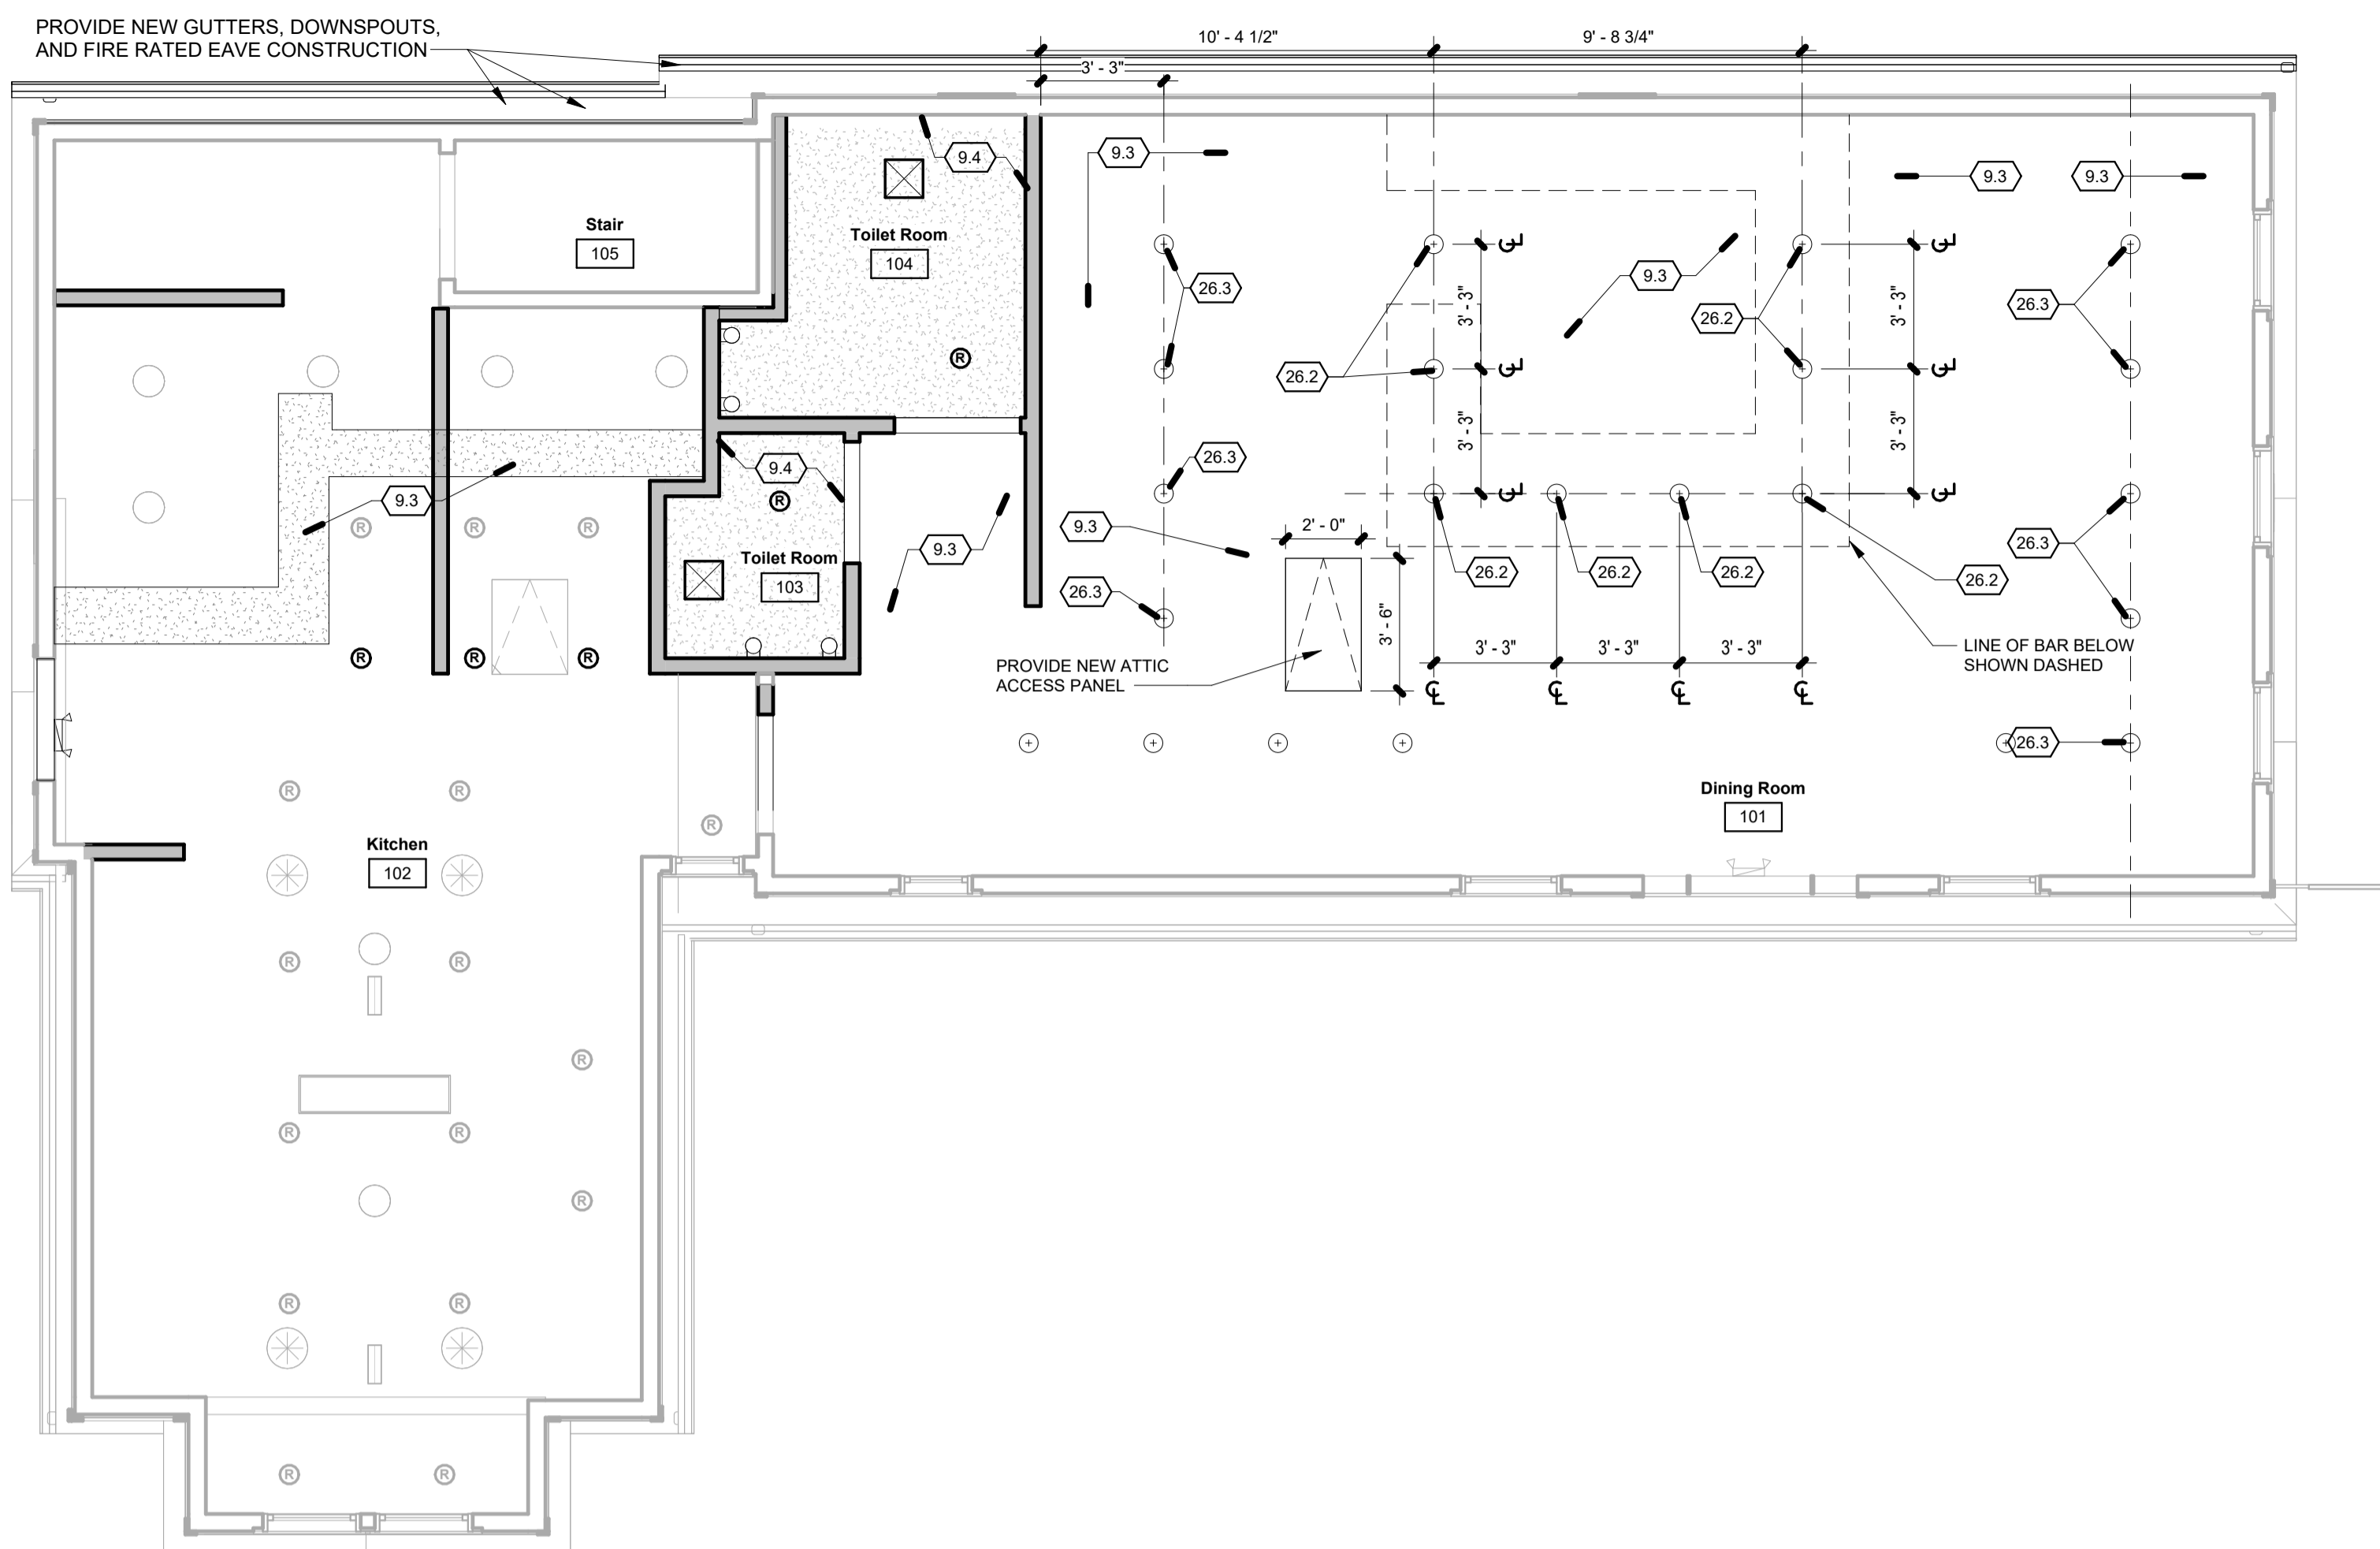 PROVIDE NEW GUTTERS, DOWNSPOUTS,
AND FIRE RATED EAVE CONSTRUCTION
10' - 4 1/2"
9' - 8 3/4"
3' - 3"
9.4
9.3
9.3
9.3
Stair
105
Toilet Room
104
26.3
9.3
26.2
26.3
3' - 3"
3' - 3"
R
26.2
3' - 3"
3' - 3"
9.4
26.3
9.3
R
R
R
R
9.3
9.3
2' - 0"
26.3
Toilet Room
103
26.3
26.2
26.2
26.2
26.2
3' - 6"
R
R
R
PROVIDE NEW ATTIC
ACCESS PANEL
3' - 3"
3' - 3"
3' - 3"
LINE OF BAR BELOW
SHOWN DASHED
26.3
R
R
Dining Room
101
R
Kitchen
102
R
R
R
R
R
R
R
R
R
R